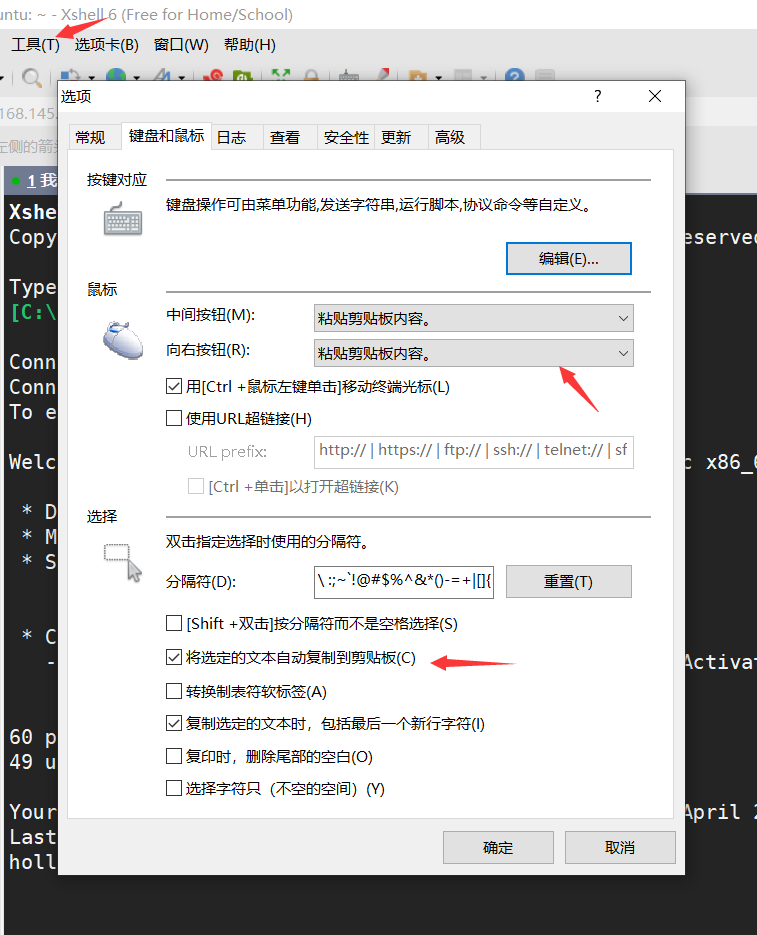 untu: ~ - Xshell 6 (Free for Home/School)
工具(T) 选项卡(B) 窗口(W) 帮助(H)
168.145.
左侧的箭
1 我
选项
常规 键盘和鼠标 日志 查看 安全性 更新 高级
按键对应
键盘操作可由菜单功能,发送字符串,运行脚本,协议命令等自定义。
编辑(E)...
鼠标
中间按钮(M): 粘贴剪贴板内容。
向右按钮(R): 粘贴剪贴板内容。
用[Ctrl +鼠标左键单击]移动终端光标(L)
使用URL超链接(H)
URL prefix: http:// | https:// | ftp:// | ssh:// | telnet:// | sf
[Ctrl +单击]以打开超链接(K)
选择
双击指定选择时使用的分隔符。
分隔符(D): \ :;~`!@#$%^&*()-=+|[]{ 重置(T)
[Shift +双击]按分隔符而不是空格选择(S)
将选定的文本自动复制到剪贴板(C)
转换制表符软标签(A)
复制选定的文本时，包括最后一个新行字符(I)
复印时，删除尾部的空白(O)
选择字符只（不空的空间）(Y)
确定 取消
Xshe
Copy eserved
Type
[C:\
Conn
Conn
To e
Welc c x86_6
* D
* M
* S
* C
- Activat
60 p
49 u
Your April 2
Last
holl